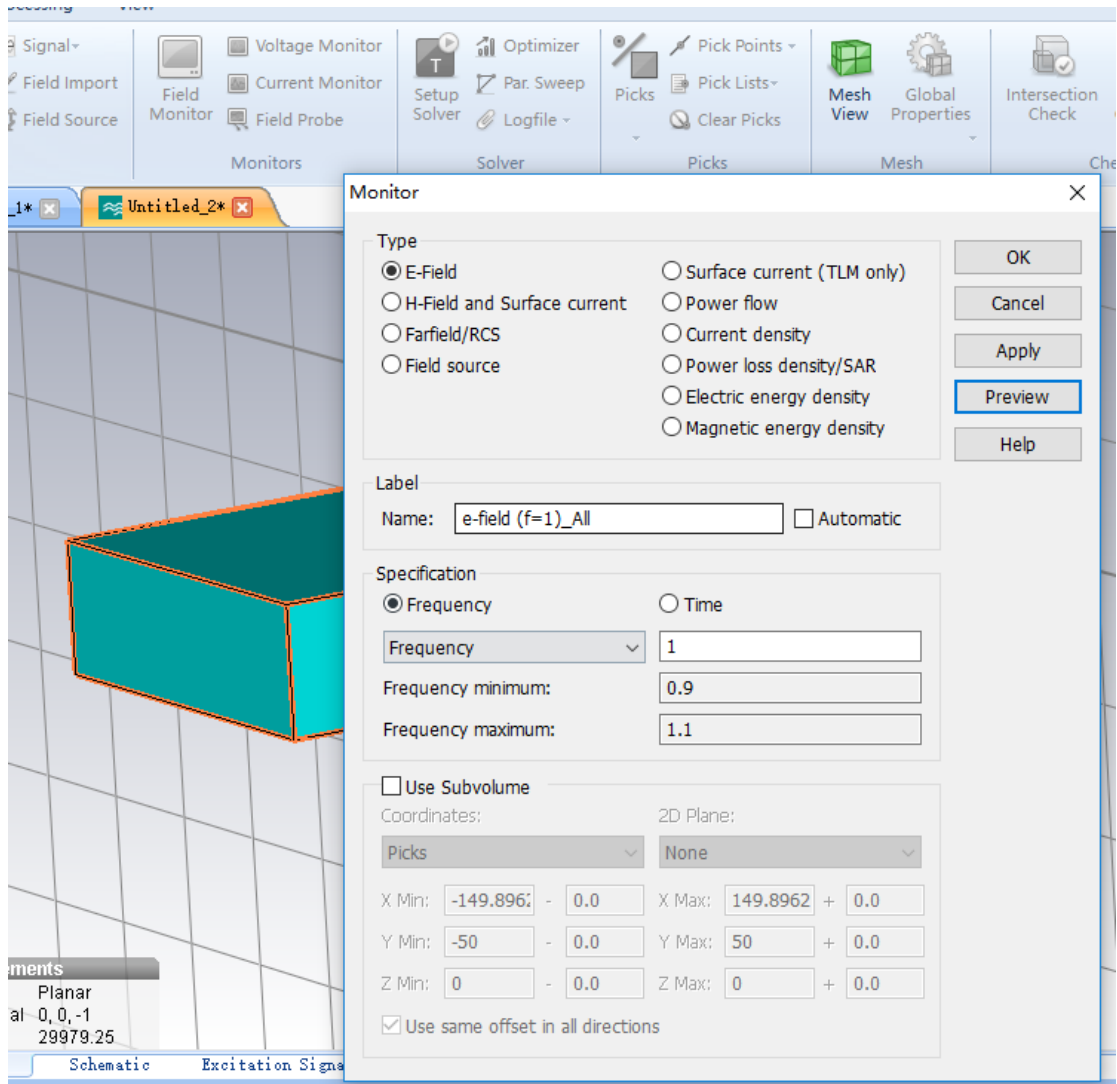 View
Signal
Field Import
Field Source
Field Monitor
Voltage Monitor
Current Monitor
Field Probe
Monitors
Setup Solver
Optimizer
Par. Sweep
Logfile
Solver
Picks
Pick Points
Pick Lists
Clear Picks
Picks
Mesh View
Global Properties
Mesh
Intersection Check
_1*
Untitled_2*
Monitor
Type
E-Field
H-Field and Surface current
Farfield/RCS
Field source
Surface current (TLM only)
Power flow
Current density
Power loss density/SAR
Electric energy density
Magnetic energy density
OK
Cancel
Apply
Preview
Help
Label
Name: e-field (f=1)_All Automatic
Specification
Frequency Time
Frequency 1
Frequency minimum: 0.9
Frequency maximum: 1.1
Use Subvolume
Coordinates: 2D Plane:
Picks None
X Min: -149.8962 - 0.0 X Max: 149.8962 + 0.0
Y Min: -50 - 0.0 Y Max: 50 + 0.0
Z Min: 0 - 0.0 Z Max: 0 + 0.0
Use same offset in all directions
Planar
0, 0, -1
29979.25
Schematic Excitation Signa